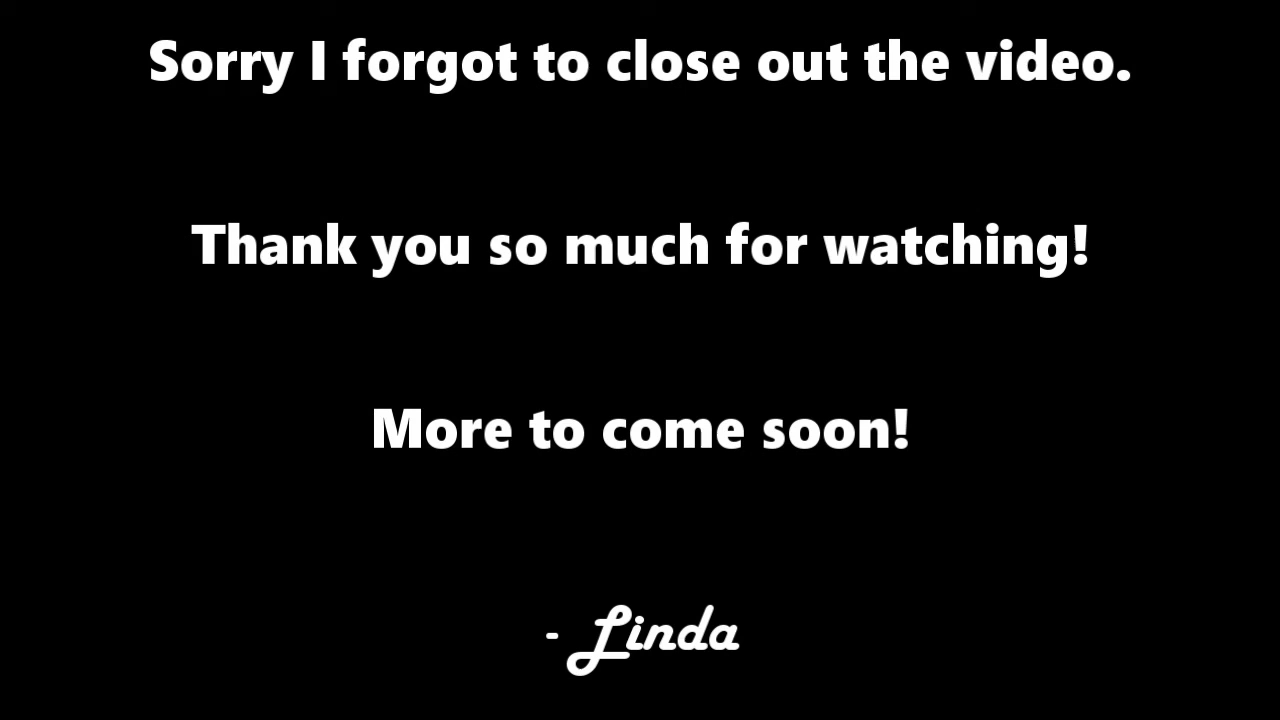 Sorry I forgot to close out the video.
Thank you so much for watching!
More to come soon!
- Linda